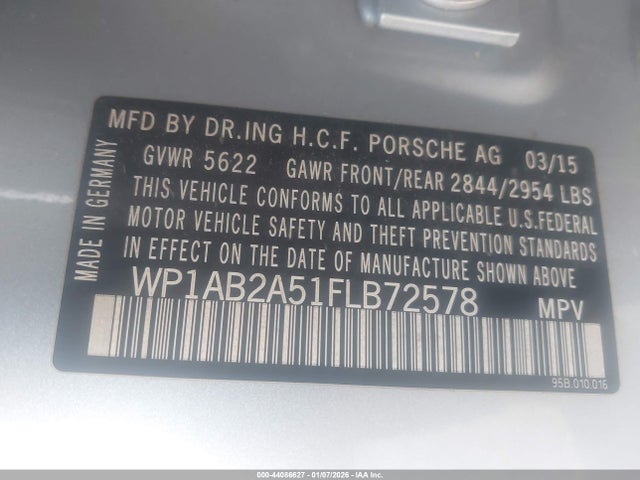 MFD BY DR.ING H.C.F. PORSCHE AG 03/15
GVWR 5622 GAWR FRONT/REAR 2844/2954 LBS
THIS VEHICLE CONFORMS TO ALL APPLICABLE U.S.FEDERAL
MOTOR VEHICLE SAFETY AND THEFT PREVENTION STANDARDS
IN EFFECT ON THE DATE OF MANUFACTURE SHOWN ABOVE
MADE IN GERMANY
WP1AB2A51FLB72578 MPV
95B.010.016
000-44086627 - 01/07/2026 - IAA Inc.